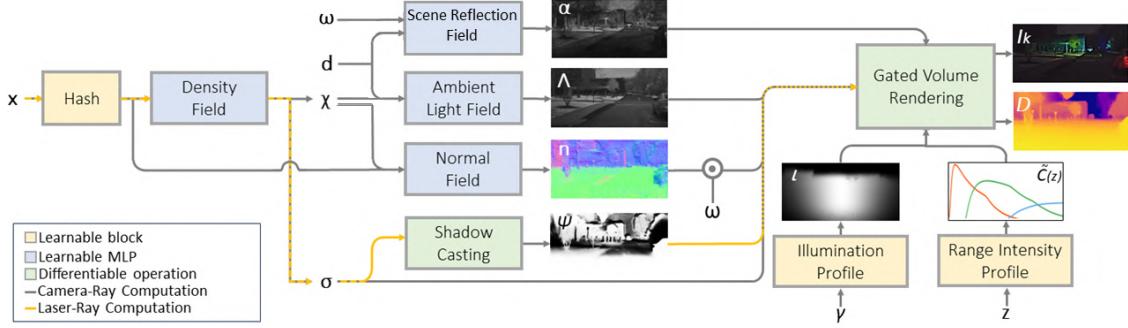 ω
Scene Reflection
Field
α
d
x
Hash
Density
Field
χ
Ambient
Light Field
Λ
Gated Volume
Rendering
Ik
D
Normal
Field
n
ω
ι
C̃(z)
Shadow
Casting
ψ
σ
Illumination
Profile
Range Intensity
Profile
γ
z
Learnable block
Learnable MLP
Differentiable operation
Camera-Ray Computation
Laser-Ray Computation